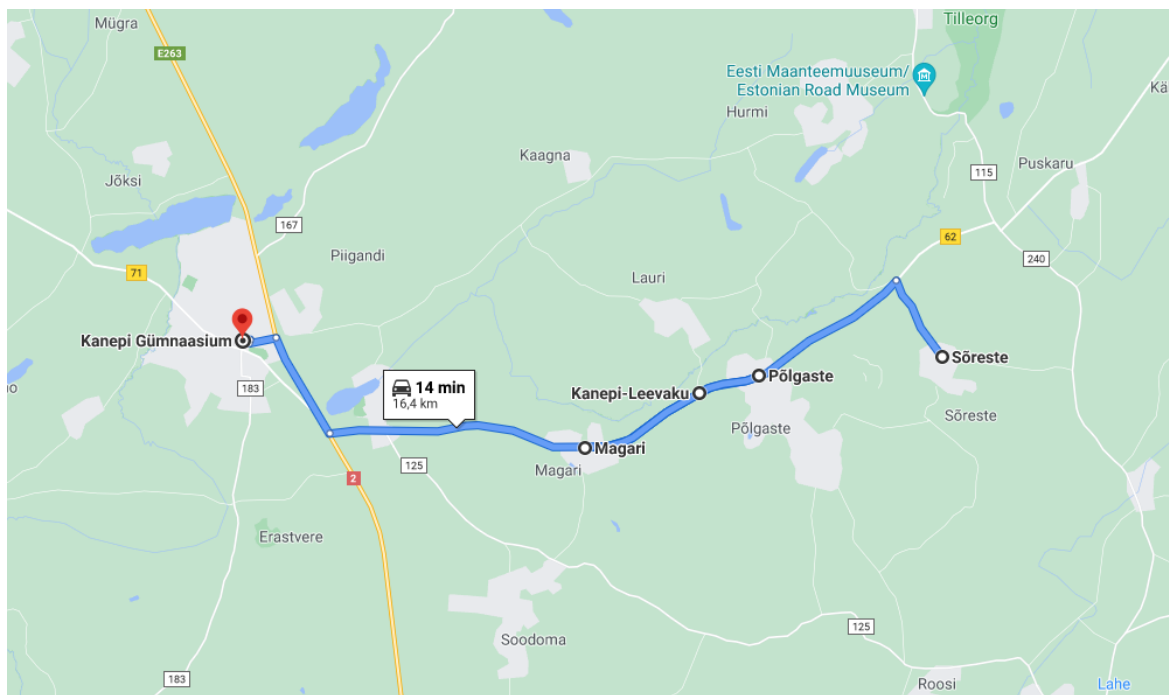 Mügra
Tilleorg
E263
Eesti Maanteemuuseum/
Estonian Road Museum
Hurmi
Kaagna
Puskaru
Jõksi
115
167
Piigandi
62
240
71
Lauri
Kanepi Gümnaasium
Sõreste
Põlgaste
14 min
16,4 km
183
Kanepi-Leevaku
Sõreste
Põlgaste
Magari
125
Magari
2
Erastvere
125
Soodoma
183
Roosi
Lahe